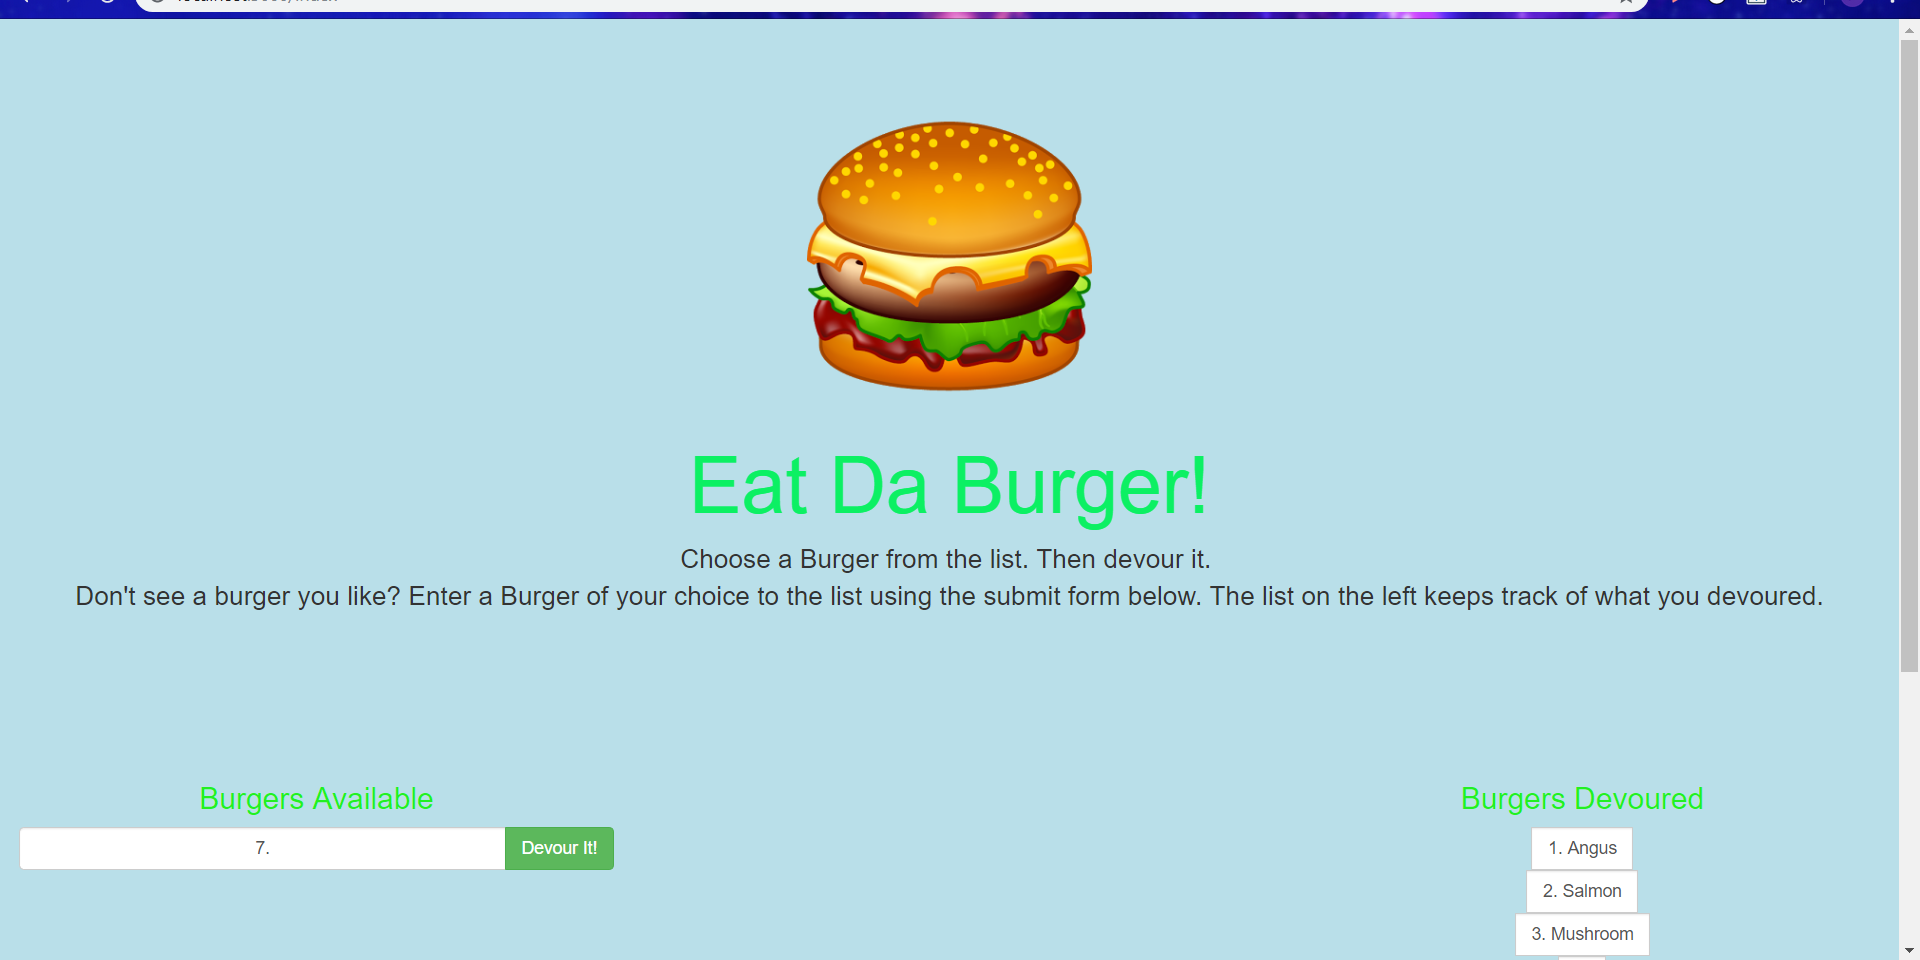 Eat Da Burger!
Choose a Burger from the list. Then devour it.
Don't see a burger you like? Enter a Burger of your choice to the list using the submit form below. The list on the left keeps track of what you devoured.
Burgers Available
7.
Devour It!
Burgers Devoured
1. Angus
2. Salmon
3. Mushroom